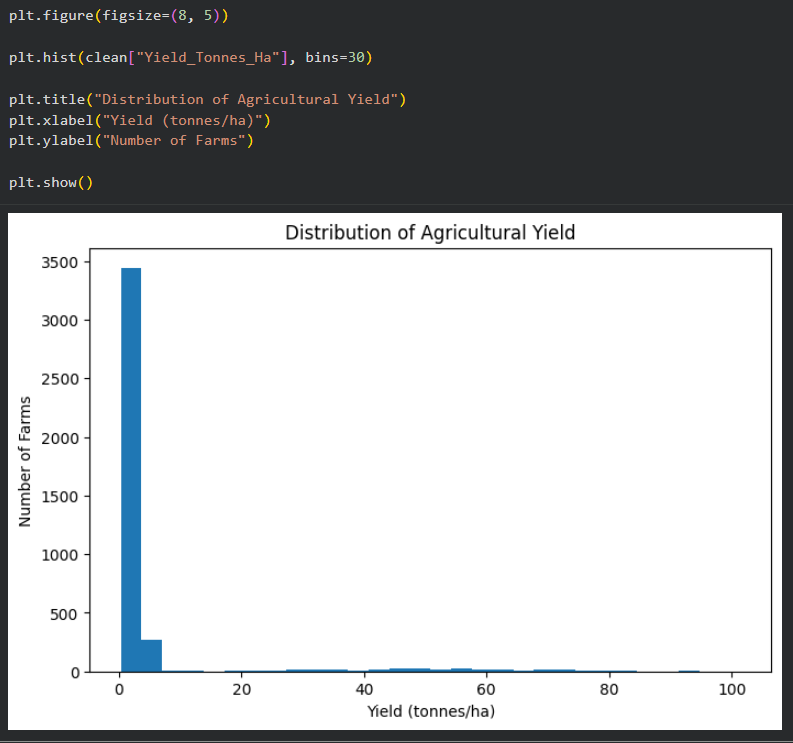 plt.figure(figsize=(8, 5))
plt.hist(clean["Yield_Tonnes_Ha"], bins=30)
plt.title("Distribution of Agricultural Yield")
plt.xlabel("Yield (tonnes/ha)")
plt.ylabel("Number of Farms")
plt.show()
Distribution of Agricultural Yield
3500
3000
2500
2000
1500
1000
500
0
Number of Farms
0 20 40 60 80 100
Yield (tonnes/ha)